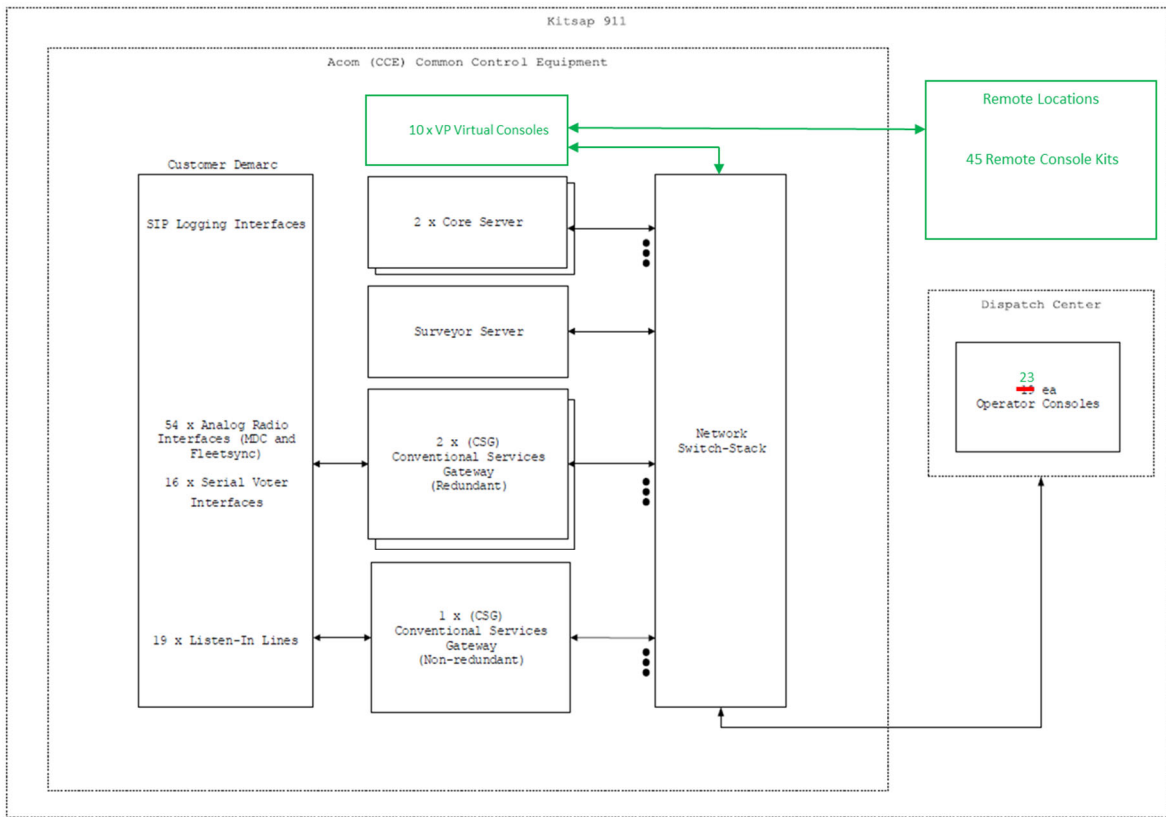 Kitsap 911
Acom (CCE) Common Control Equipment
10 x VP Virtual Consoles
Remote Locations
45 Remote Console Kits
Customer Demarc
SIP Logging Interfaces
2 x Core Server
Surveyor Server
54 x Analog Radio
Interfaces (MDC and
Fleetsync)
16 x Serial Voter
Interfaces
2 x (CSG)
Conventional Services
Gateway
(Redundant)
19 x Listen-In Lines
1 x (CSG)
Conventional Services
Gateway
(Non-redundant)
Network
Switch-Stack
Dispatch Center
23
19 ea
Operator Consoles